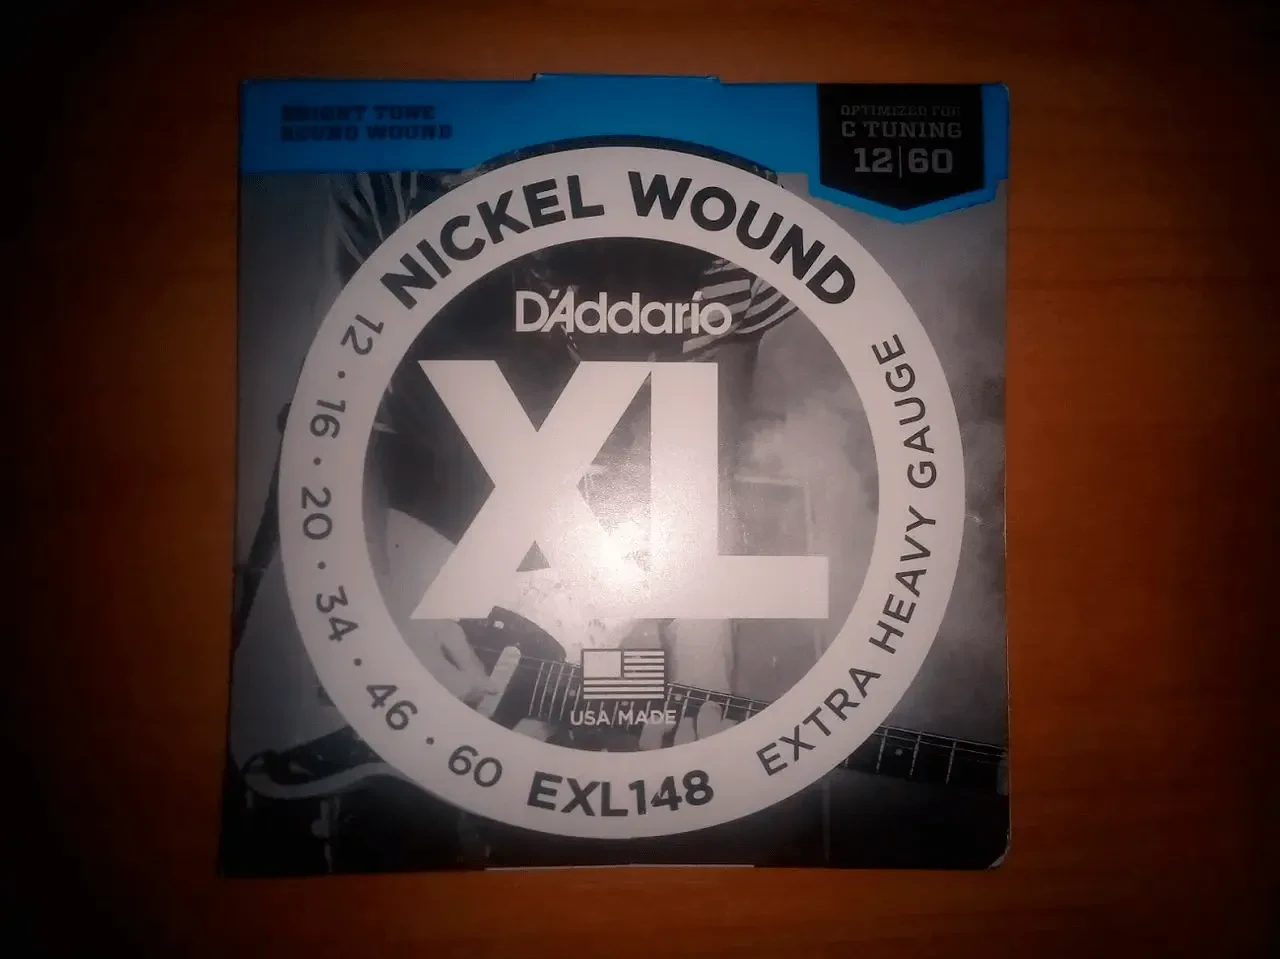 BRIGHT TONE
ROUND WOUND
OPTIMIZED FOR
C TUNING
12|60
NICKEL WOUND
D'Addario
XL
USA MADE
12 · 16 · 20 · 34 · 46 · 60
EXL148
EXTRA HEAVY GAUGE